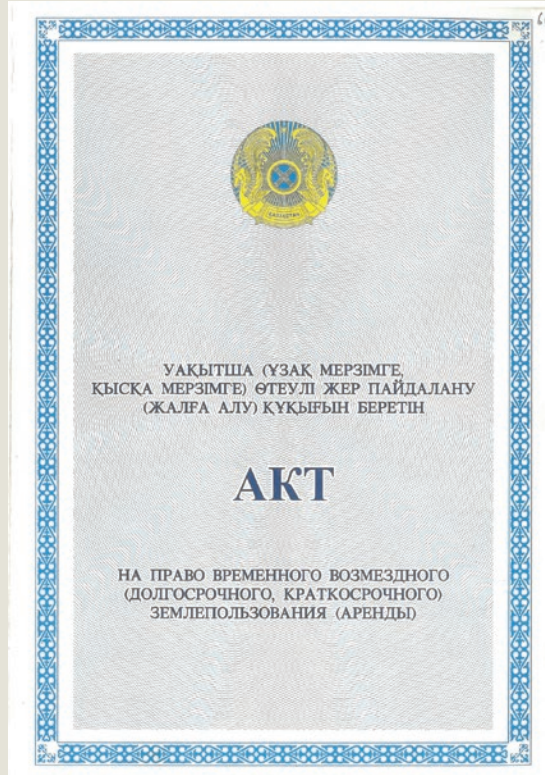 ҚАЗАҚСТАН
УАҚЫТША (ҰЗАҚ МЕРЗІМГЕ,
ҚЫСҚА МЕРЗІМГЕ) ӨТЕУЛІ ЖЕР ПАЙДАЛАНУ
(ЖАЛҒА АЛУ) ҚҰҚЫҒЫН БЕРЕТІН
АКТ
НА ПРАВО ВРЕМЕННОГО ВОЗМЕЗДНОГО
(ДОЛГОСРОЧНОГО, КРАТКОСРОЧНОГО)
ЗЕМЛЕПОЛЬЗОВАНИЯ (АРЕНДЫ)